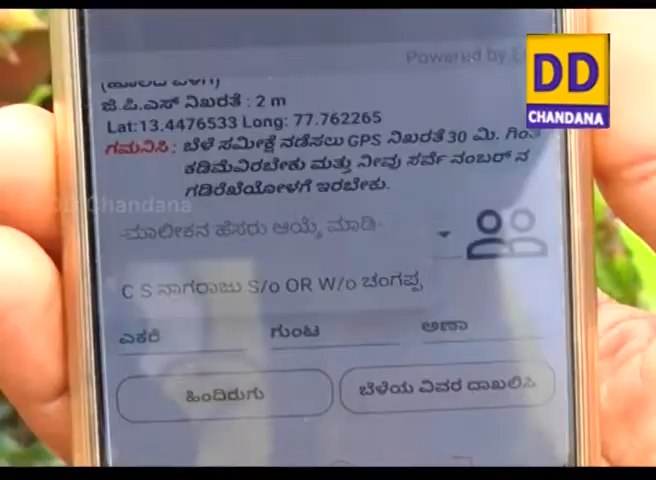 Powered by
DD
CHANDANA
ಜಿ.ಪಿ.ಎಸ್ ನಿಖರತೆ : 2 m
Lat:13.4476533 Long: 77.762265
ಗಮನಿಸಿ: ಬೆಳೆ ಸಮೀಕ್ಷೆ ನಡೆಸಲು GPS ನಿಖರತೆ 30 ಮಿ. ಗಿಂತ
ಕಡಿಮೆವಿರಬೇಕು ಮತ್ತು ನೀವು ಸರ್ವೆ ನಂಬರ್ ನ
ಗಡಿರೇಖೆಯೋಳಗೆ ಇರಬೇಕು.
DD Chandana
-ಮಾಲೀಕನ ಹೆಸರು ಆಯ್ಕೆ ಮಾಡಿ-
C S ನಾಗರಾಜು S/o OR W/o ಚಂಗಪ್ಪ
ಎಕರೆ ಗುಂಟ ಅಣಾ
ಹಿಂದಿರುಗು ಬೆಳೆಯ ವಿವರ ದಾಖಲಿಸಿ